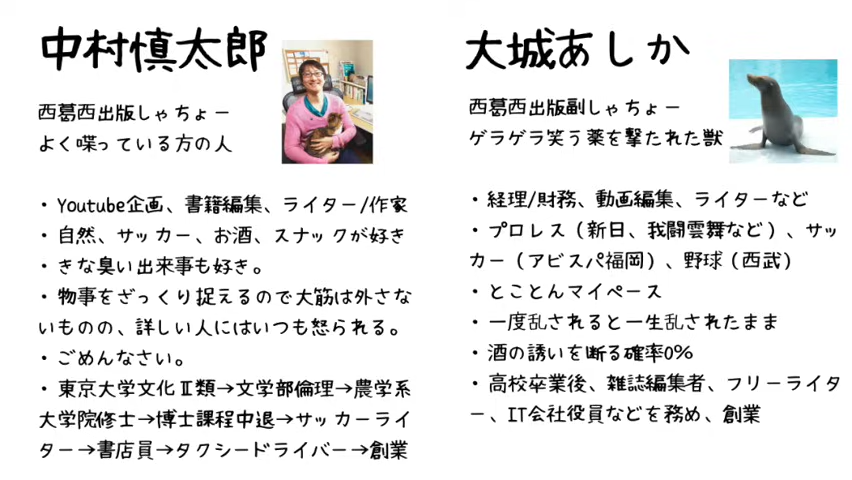 中村慎太郎
西葛西出版しゃちょー
よく喋っている方の人
・Youtube企画、書籍編集、ライター/作家
・自然、サッカー、お酒、スナックが好き
・きな臭い出来事も好き。
・物事をざっくり捉えるので大筋は外さな
いものの、詳しい人にはいつも怒られる。
・ごめんなさい。
・東京大学文化Ⅱ類→文学部倫理→農学系
大学院修士→博士課程中退→サッカーライ
ター→書店員→タクシードライバー→創業
大城あしか
西葛西出版副しゃちょー
ゲラゲラ笑う薬を撃たれた獣
・経理/財務、動画編集、ライターなど
・プロレス（新日、我闘雲舞など）、サッ
カー（アビスパ福岡）、野球（西武）
・とことんマイペース
・一度乱されると一生乱されたまま
・酒の誘いを断る確率0%
・高校卒業後、雑誌編集者、フリーライタ
ー、IT会社役員などを務め、創業